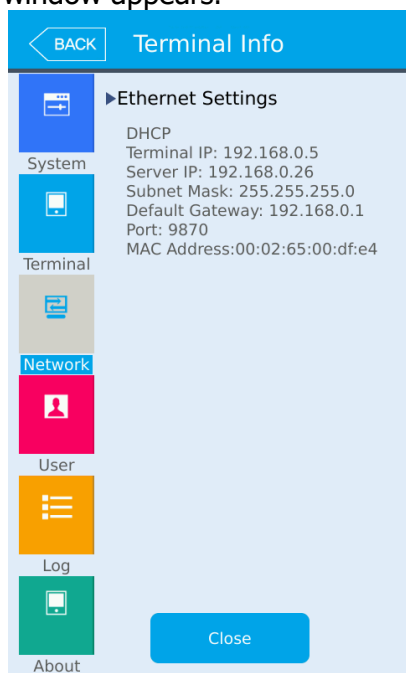 window appears.
BACK
Terminal Info
System
Terminal
Network
User
Log
About
▶Ethernet Settings
DHCP
Terminal IP: 192.168.0.5
Server IP: 192.168.0.26
Subnet Mask: 255.255.255.0
Default Gateway: 192.168.0.1
Port: 9870
MAC Address:00:02:65:00:df:e4
Close